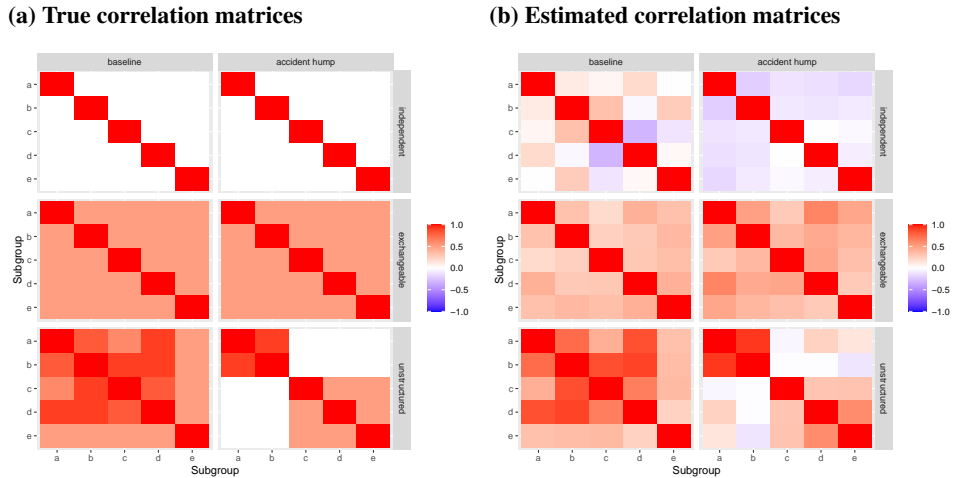 (a) True correlation matrices
baseline
accident hump
a
b
c
d
e
independent
a
b
c
d
e
exchangeable
a
b
c
d
e
unstructured
a b c d e
a b c d e
Subgroup
Subgroup
1.0
0.5
0.0
−0.5
−1.0
(b) Estimated correlation matrices
baseline
accident hump
a
b
c
d
e
independent
a
b
c
d
e
exchangeable
a
b
c
d
e
unstructured
a b c d e
a b c d e
Subgroup
Subgroup
1.0
0.5
0.0
−0.5
−1.0